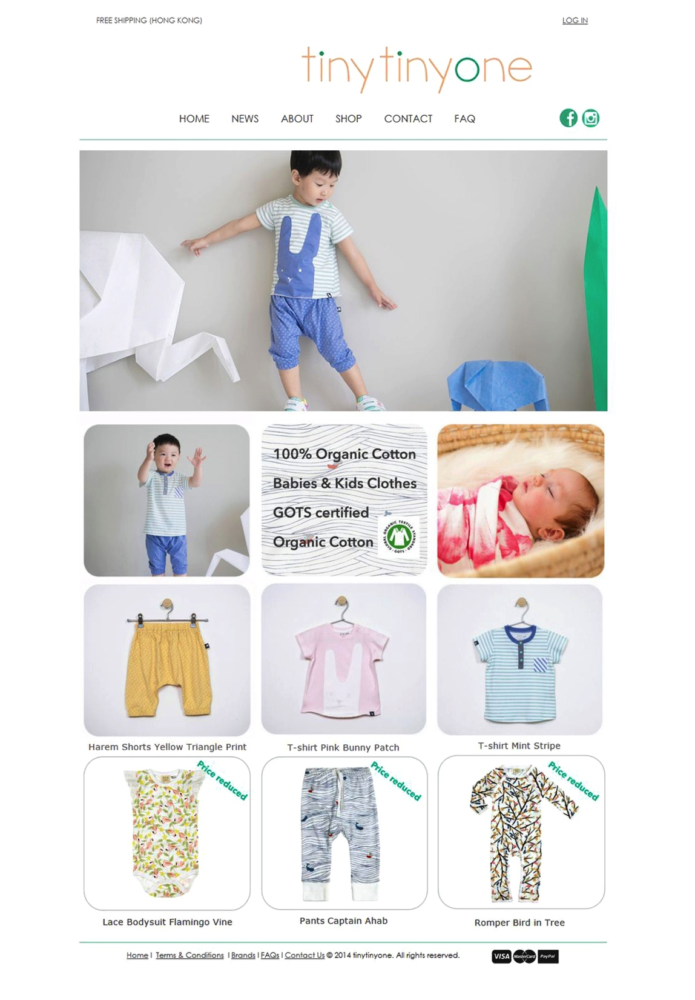 FREE SHIPPING (HONG KONG)
LOG IN
tinytinyone
HOME NEWS ABOUT SHOP CONTACT FAQ
100% Organic Cotton
Babies & Kids Clothes
GOTS certified
Organic Cotton
GLOBAL ORGANIC TEXTILE STANDARD · GOTS ·
Harem Shorts Yellow Triangle Print
T-shirt Pink Bunny Patch
T-shirt Mint Stripe
Price reduced
Price reduced
Price reduced
Lace Bodysuit Flamingo Vine
Pants Captain Ahab
Romper Bird in Tree
Home | Terms & Conditions | Brands | FAQs | Contact Us © 2014 tinytinyone. All rights reserved.
VISA MasterCard PayPal